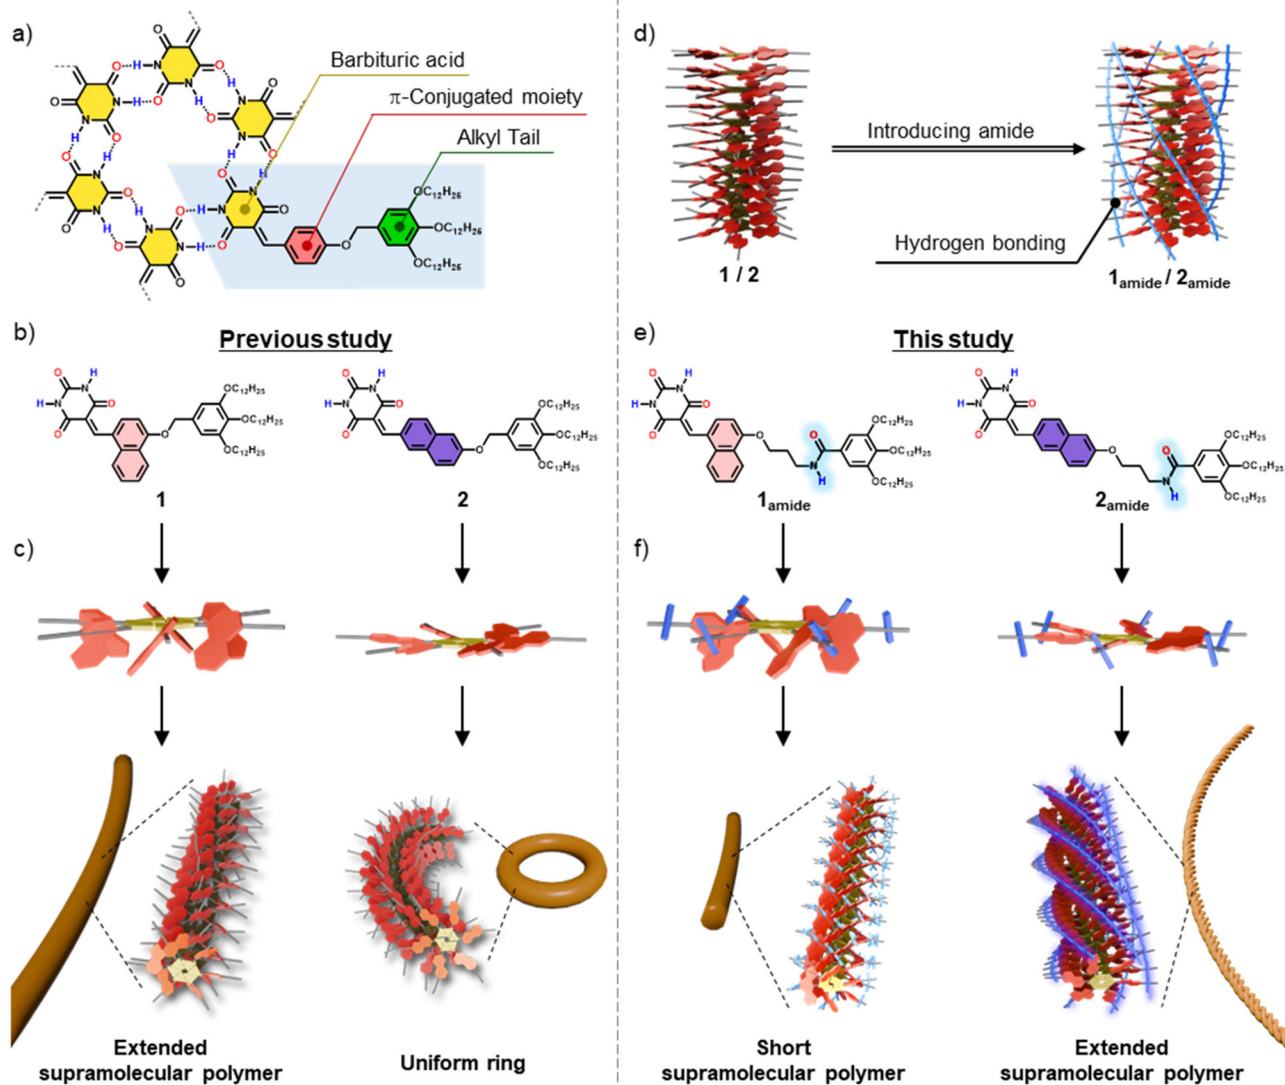 a)
Barbituric acid
π-Conjugated moiety
Alkyl Tail
OC₁₂H₂₅
OC₁₂H₂₅
OC₁₂H₂₅
d)
Introducing amide
Hydrogen bonding
1 / 2
1amide / 2amide
b)
Previous study
OC₁₂H₂₅
OC₁₂H₂₅
OC₁₂H₂₅
1
OC₁₂H₂₅
OC₁₂H₂₅
OC₁₂H₂₅
2
c)
Extended
supramolecular polymer
Uniform ring
e)
This study
OC₁₂H₂₅
OC₁₂H₂₅
OC₁₂H₂₅
1amide
OC₁₂H₂₅
OC₁₂H₂₅
OC₁₂H₂₅
2amide
f)
Short
supramolecular polymer
Extended
supramolecular polymer